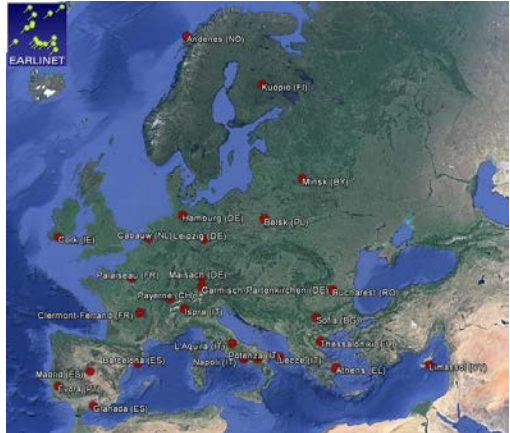 EARLINET
Andenes (NO)
Kuopio (FI)
Minsk (BY)
Hamburg (DE)
Belsk (PL)
Cork (IE)
Cabauw (NL)
Leipzig (DE)
Palaiseau (FR)
Maisach (DE)
Garmisch-Partenkirchen (DE)
Bucharest (RO)
Payerne (CH)
Ispra (IT)
Clermont-Ferrand (FR)
Sofia (BG)
L'Aquila (IT)
Thessaloniki (EL)
Barcelona (ES)
Potenza (IT)
Napoli (IT)
Lecce (IT)
Madrid (ES)
Athens (EL)
Limassol (CY)
Evora (PT)
Granada (ES)